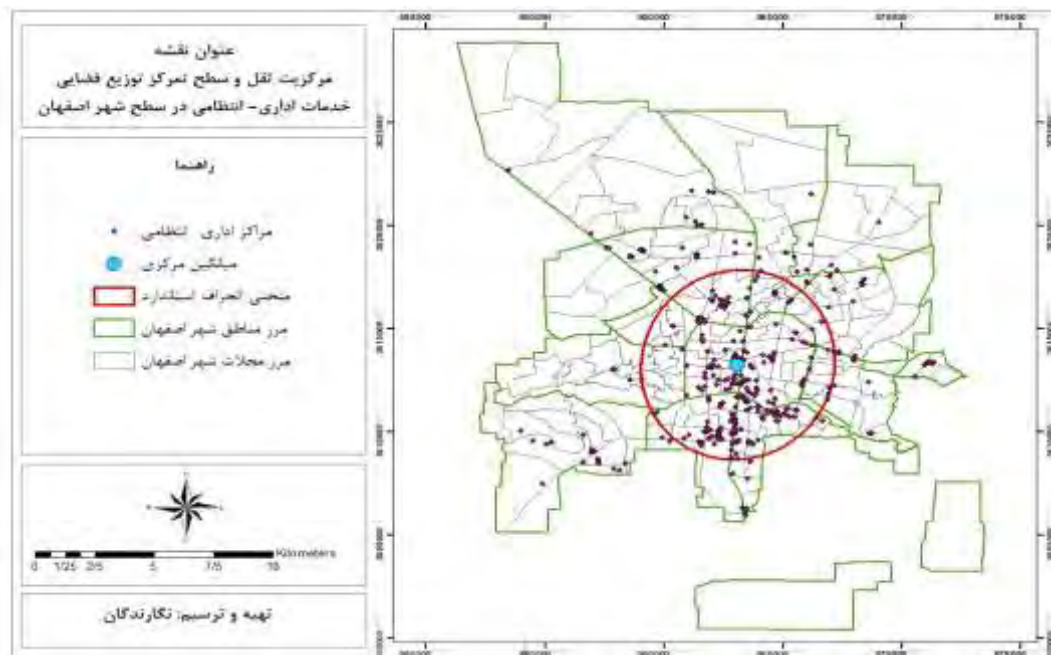 عنوان نقشه
مرکزیت ثقل و سطح تمرکز توزیع فضایی
خدمات اداری- انتظامی در سطح شهر اصفهان
راهنما
مراکز اداری انتظامی
میانگین مرکزی
منحنی انحراف استاندارد
مرز مناطق شهر اصفهان
مرز محلات شهر اصفهان
Kilometers
0 1/25 2/5 5 7/5 10
تهیه و ترسیم: نگارندگان